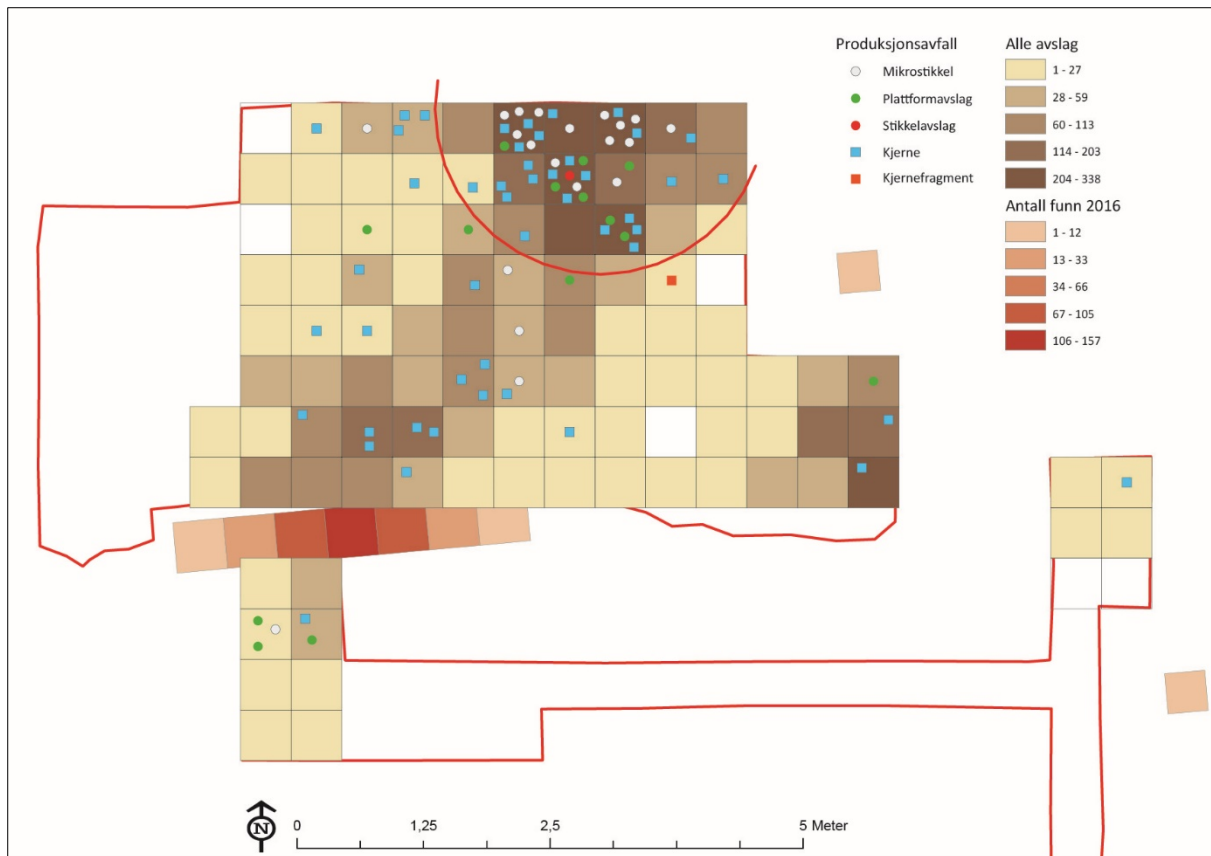 Produksjonsavfall
Mikrostikkel
Plattformavslag
Stikkelavslag
Kjerne
Kjernefragment
Alle avslag
1 - 27
28 - 59
60 - 113
114 - 203
204 - 338
Antall funn 2016
1 - 12
13 - 33
34 - 66
67 - 105
106 - 157
N
0 1,25 2,5 5 Meter